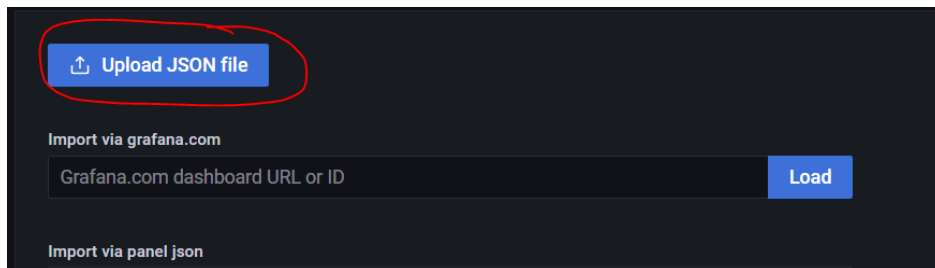 Upload JSON file
Import via grafana.com
Grafana.com dashboard URL or ID
Load
Import via panel json